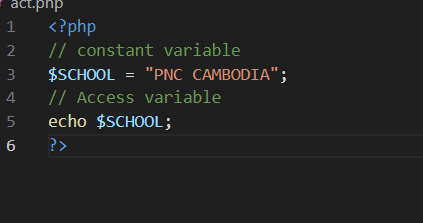 act.php
1 <?php
2 // constant variable
3 $SCHOOL = "PNC CAMBODIA";
4 // Access variable
5 echo $SCHOOL;
6 ?>